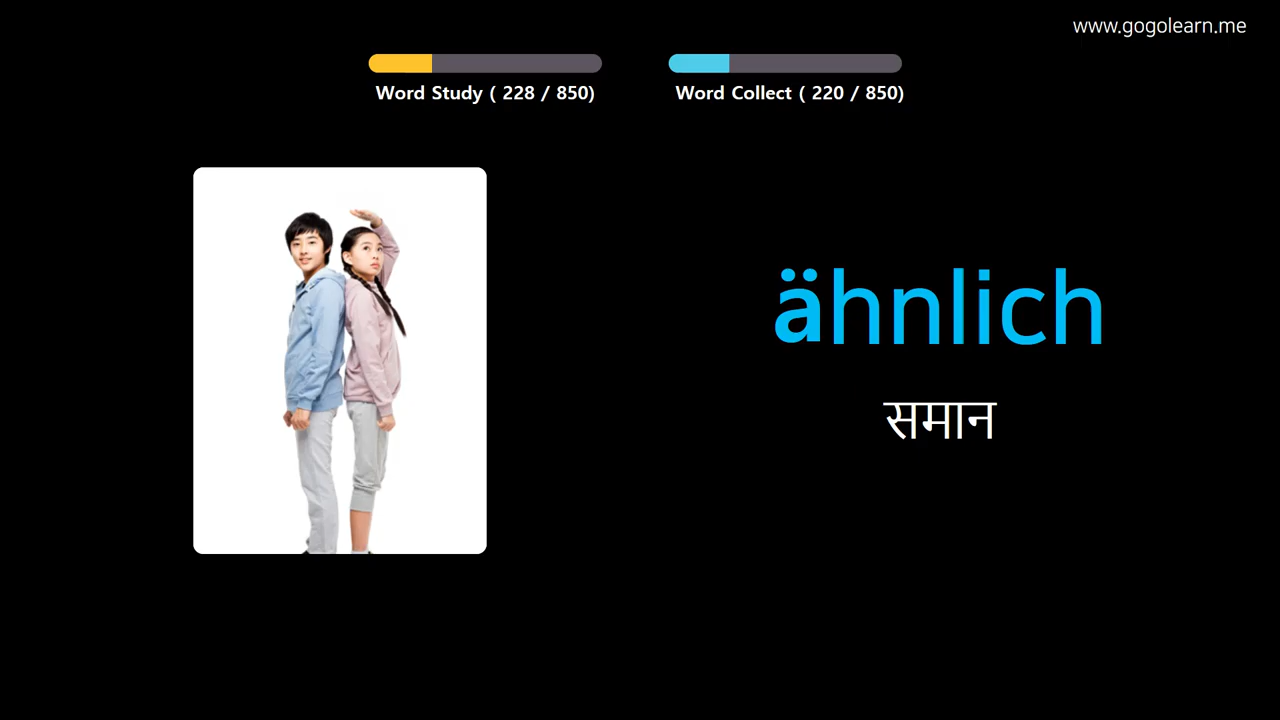 www.gogolearn.me
Word Study ( 228 / 850)
Word Collect ( 220 / 850)
ähnlich
समान